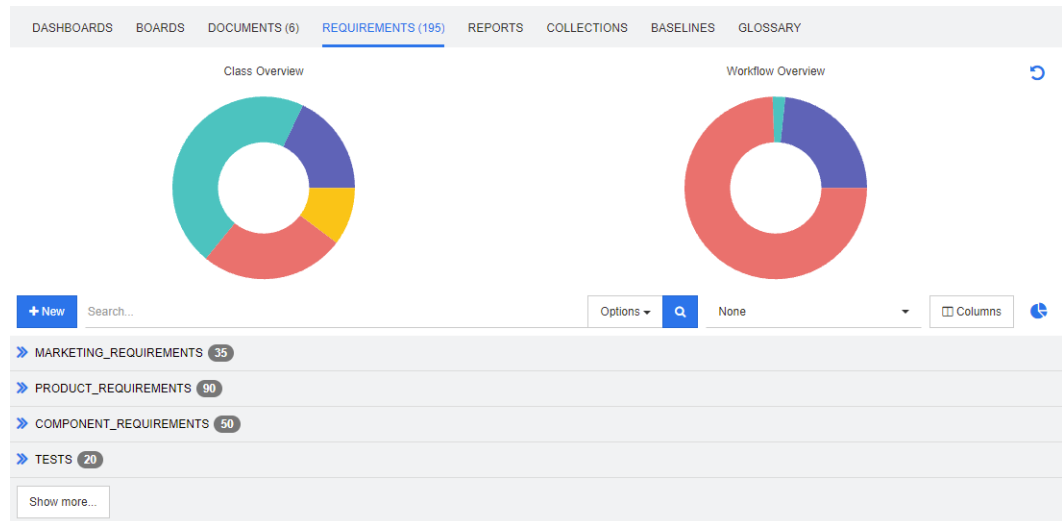 DASHBOARDS BOARDS DOCUMENTS (6) REQUIREMENTS (195) REPORTS COLLECTIONS BASELINES GLOSSARY
Class Overview Workflow Overview
New Search... Options None Columns
MARKETING_REQUIREMENTS 35
PRODUCT_REQUIREMENTS 90
COMPONENT_REQUIREMENTS 50
TESTS 20
Show more...